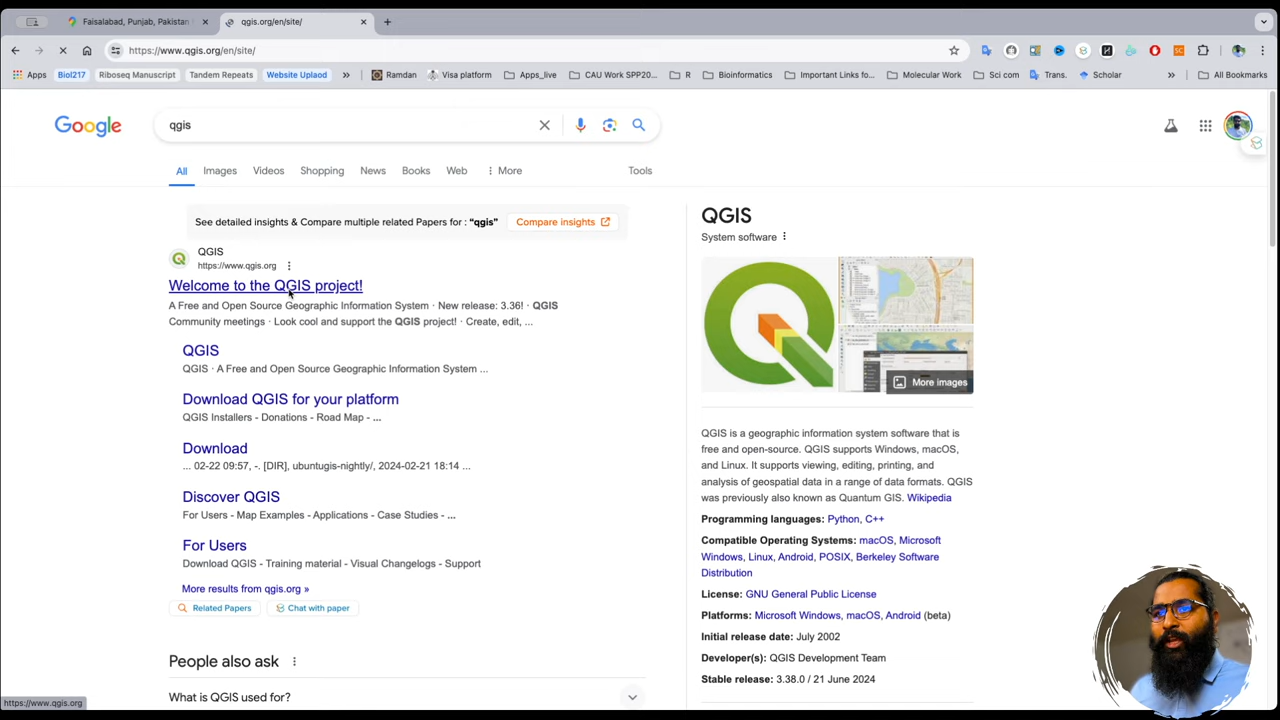 Faisalabad, Punjab, Pakistan
qgis.org/en/site/
https://www.qgis.org/en/site/
Apps
Biol217
Riboseq Manuscript
Tandem Repeats
Website Uplaod
»
Ramdan
Visa platform
Apps_live
CAU Work SPP20...
R
Bioinformatics
Important Links fo...
Molecular Work
Sci com
Trans.
Scholar
»
All Bookmarks
Google
qgis
All
Images
Videos
Shopping
News
Books
Web
More
Tools
See detailed insights & Compare multiple related Papers for : "qgis"
Compare insights
QGIS
https://www.qgis.org
Welcome to the QGIS project!
A Free and Open Source Geographic Information System · New release: 3.36! · QGIS
Community meetings · Look cool and support the QGIS project! · Create, edit, ...
QGIS
QGIS · A Free and Open Source Geographic Information System ...
Download QGIS for your platform
QGIS Installers - Donations - Road Map - ...
Download
... 02-22 09:57, -. [DIR], ubuntugis-nightly/, 2024-02-21 18:14 ...
Discover QGIS
For Users - Map Examples - Applications - Case Studies - ...
For Users
Download QGIS - Training material - Visual Changelogs - Support
More results from qgis.org »
Related Papers
Chat with paper
People also ask
What is QGIS used for?
https://www.qgis.org
QGIS
System software
More images
QGIS is a geographic information system software that is
free and open-source. QGIS supports Windows, macOS,
and Linux. It supports viewing, editing, printing, and
analysis of geospatial data in a range of data formats. QGIS
was previously also known as Quantum GIS. Wikipedia
Programming languages: Python, C++
Compatible Operating Systems: macOS, Microsoft
Windows, Linux, Android, POSIX, Berkeley Software
Distribution
License: GNU General Public License
Platforms: Microsoft Windows, macOS, Android (beta)
Initial release date: July 2002
Developer(s): QGIS Development Team
Stable release: 3.38.0 / 21 June 2024